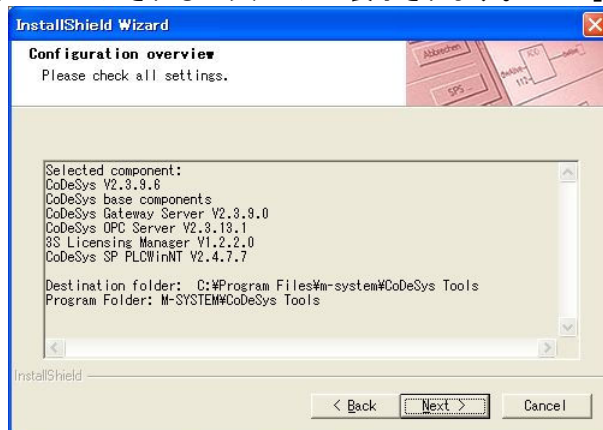 InstallShield Wizard
Configuration overview
Please check all settings.
Abbrechen
SPS
ADD
Selected component:
CoDeSys V2.3.9.6
CoDeSys base components
CoDeSys Gateway Server V2.3.9.0
CoDeSys OPC Server V2.3.13.1
3S Licensing Manager V1.2.2.0
CoDeSys SP PLCWinNT V2.4.7.7
Destination folder: C:¥Program Files¥m-system¥CoDeSys Tools
Program Folder: M-SYSTEM¥CoDeSys Tools
InstallShield
< Back Next > Cancel